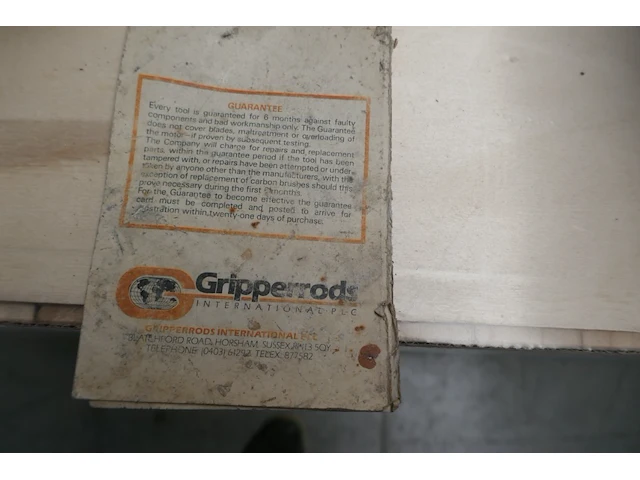 GUARANTEE
Every tool is guaranteed for 6 months against faulty
components and bad workmanship only. The Guarantee
does not cover blades, maltreatment or overloading of
the motor—if proven by subsequent testing.
The Company will charge for repairs and replacement
parts, within the guarantee period if the tool has been
tampered with, or repairs have been attempted or under-
taken by anyone other than the manufacturers, with the
exception of replacement of carbon brushes should this
prove necessary during the first months.
For the Guarantee to become effective the guarantee
card must be completed and posted to arrive for
within twenty-one days of purchase.
Gripperrods
INTERNATIONAL PLC
GRIPPERRODS INTERNATIONAL PLC
BLATCHFORD ROAD, HORSHAM, SUSSEX RH13 5QY
TELEPHONE: (0403) TELEX: 877582